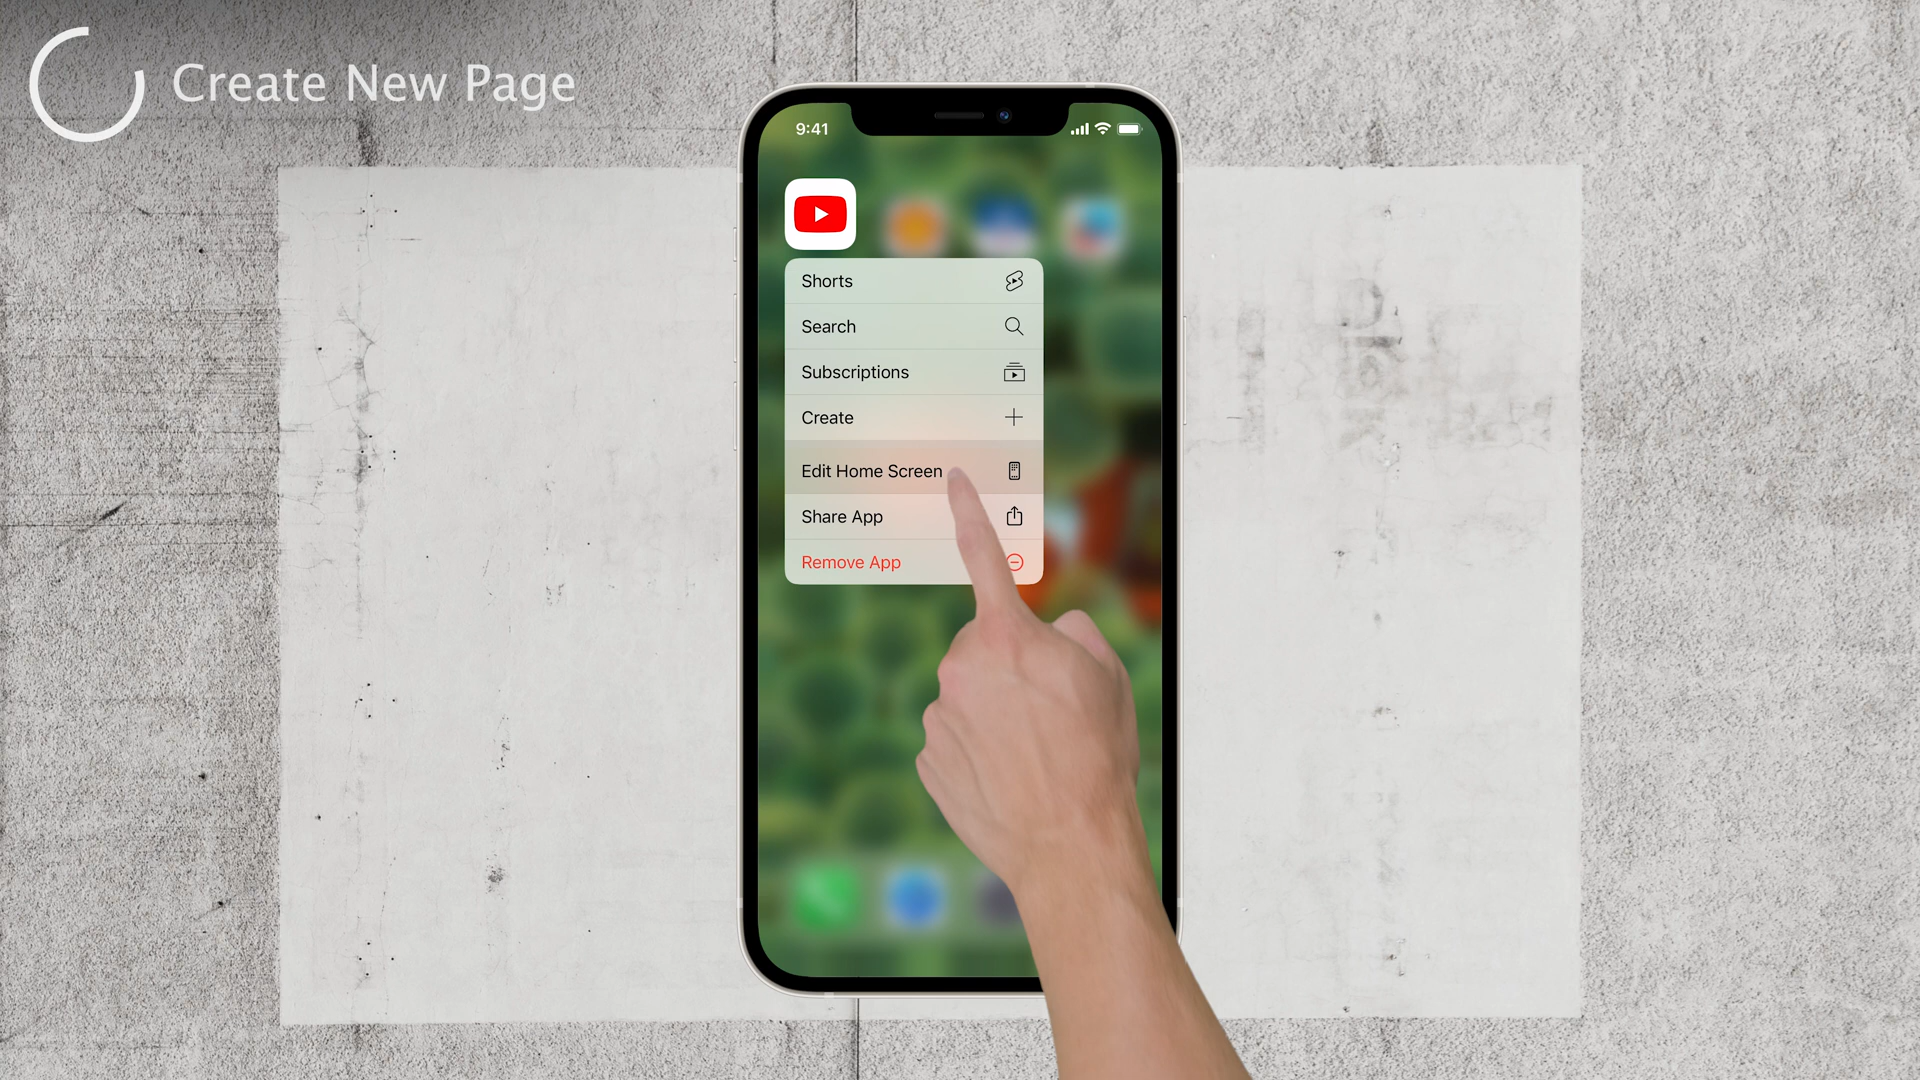 Create New Page
9:41
Shorts
Search
Subscriptions
Create
Edit Home Screen
Share App
Remove App